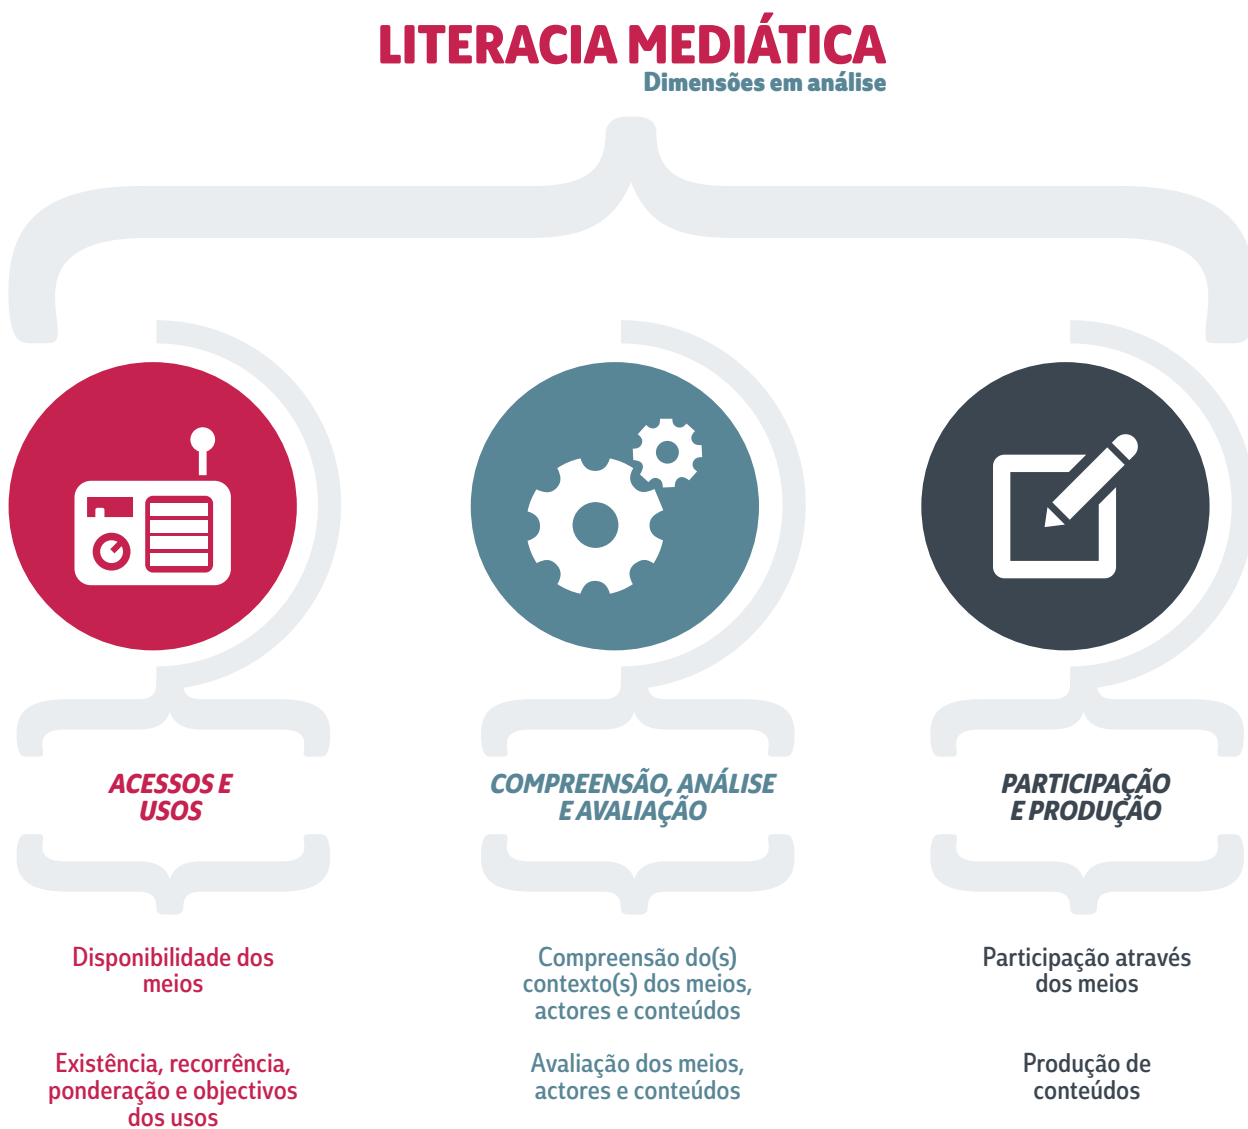 LITERACIA MEDIÁTICA
Dimensões em análise
ACESSOS E
USOS
Disponibilidade dos
meios
Existência, recorrência,
ponderação e objectivos
dos usos
COMPREENSÃO, ANÁLISE
E AVALIAÇÃO
Compreensão do(s)
contexto(s) dos meios,
actores e conteúdos
Avaliação dos meios,
actores e conteúdos
PARTICIPAÇÃO
E PRODUÇÃO
Participação através
dos meios
Produção de
conteúdos